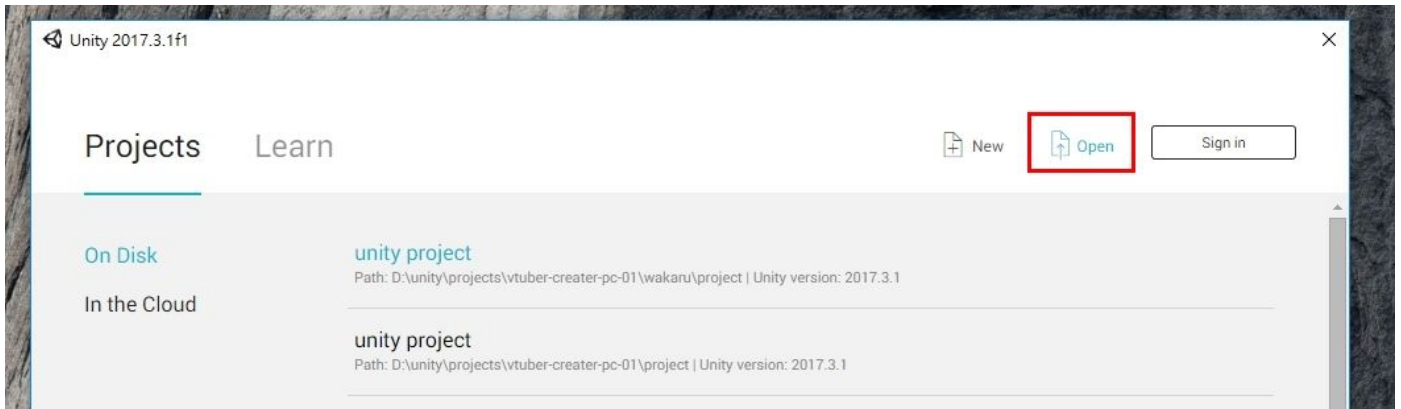 Unity 2017.3.1f1
Projects Learn New Open Sign in
On Disk
In the Cloud
unity project
Path: D:\unity\projects\vtuber-creater-pc-01\wakaru\project | Unity version: 2017.3.1
unity project
Path: D:\unity\projects\vtuber-creater-pc-01\project | Unity version: 2017.3.1